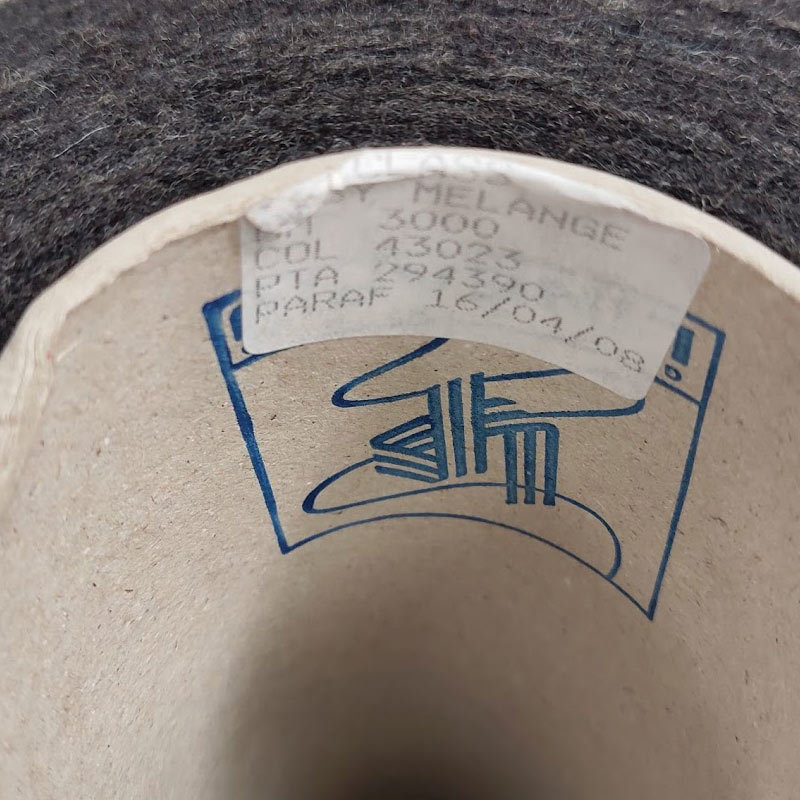 MELANGE
3000
COL 43023
PTA 294390
PARAF 16/04/08